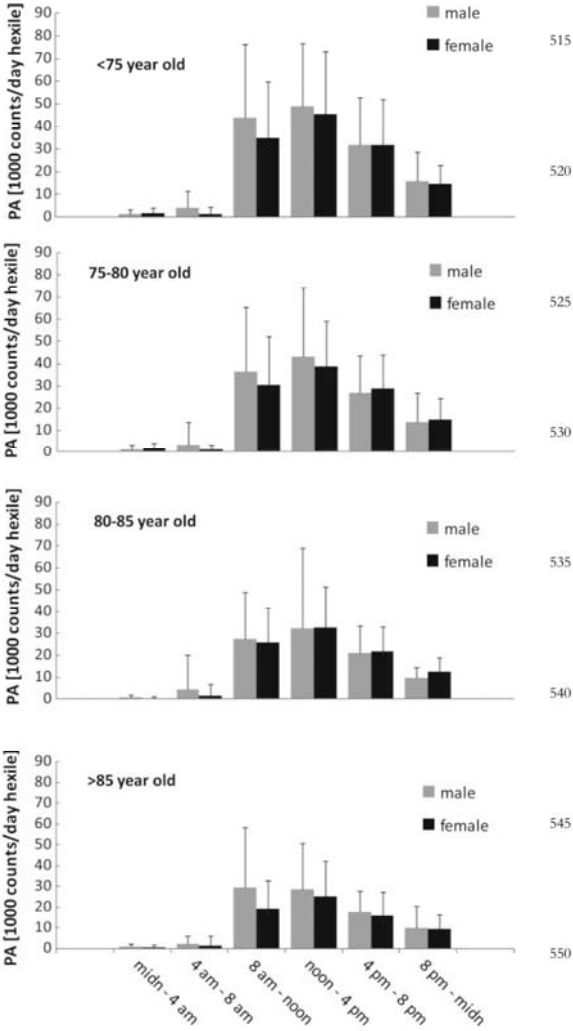 PA [1000 counts/day hexile]
90
80
70
60
50
40
30
20
10
0
<75 year old
male
female
515
520
PA [1000 counts/day hexile]
90
80
70
60
50
40
30
20
10
0
75-80 year old
male
female
525
530
PA [1000 counts/day hexile]
90
80
70
60
50
40
30
20
10
0
80-85 year old
male
female
535
540
PA [1000 counts/day hexile]
90
80
70
60
50
40
30
20
10
0
>85 year old
male
female
545
550
midn - 4 am
4 am - 8 am
8 am - noon
noon - 4 pm
4 pm - 8 pm
8 pm - midn